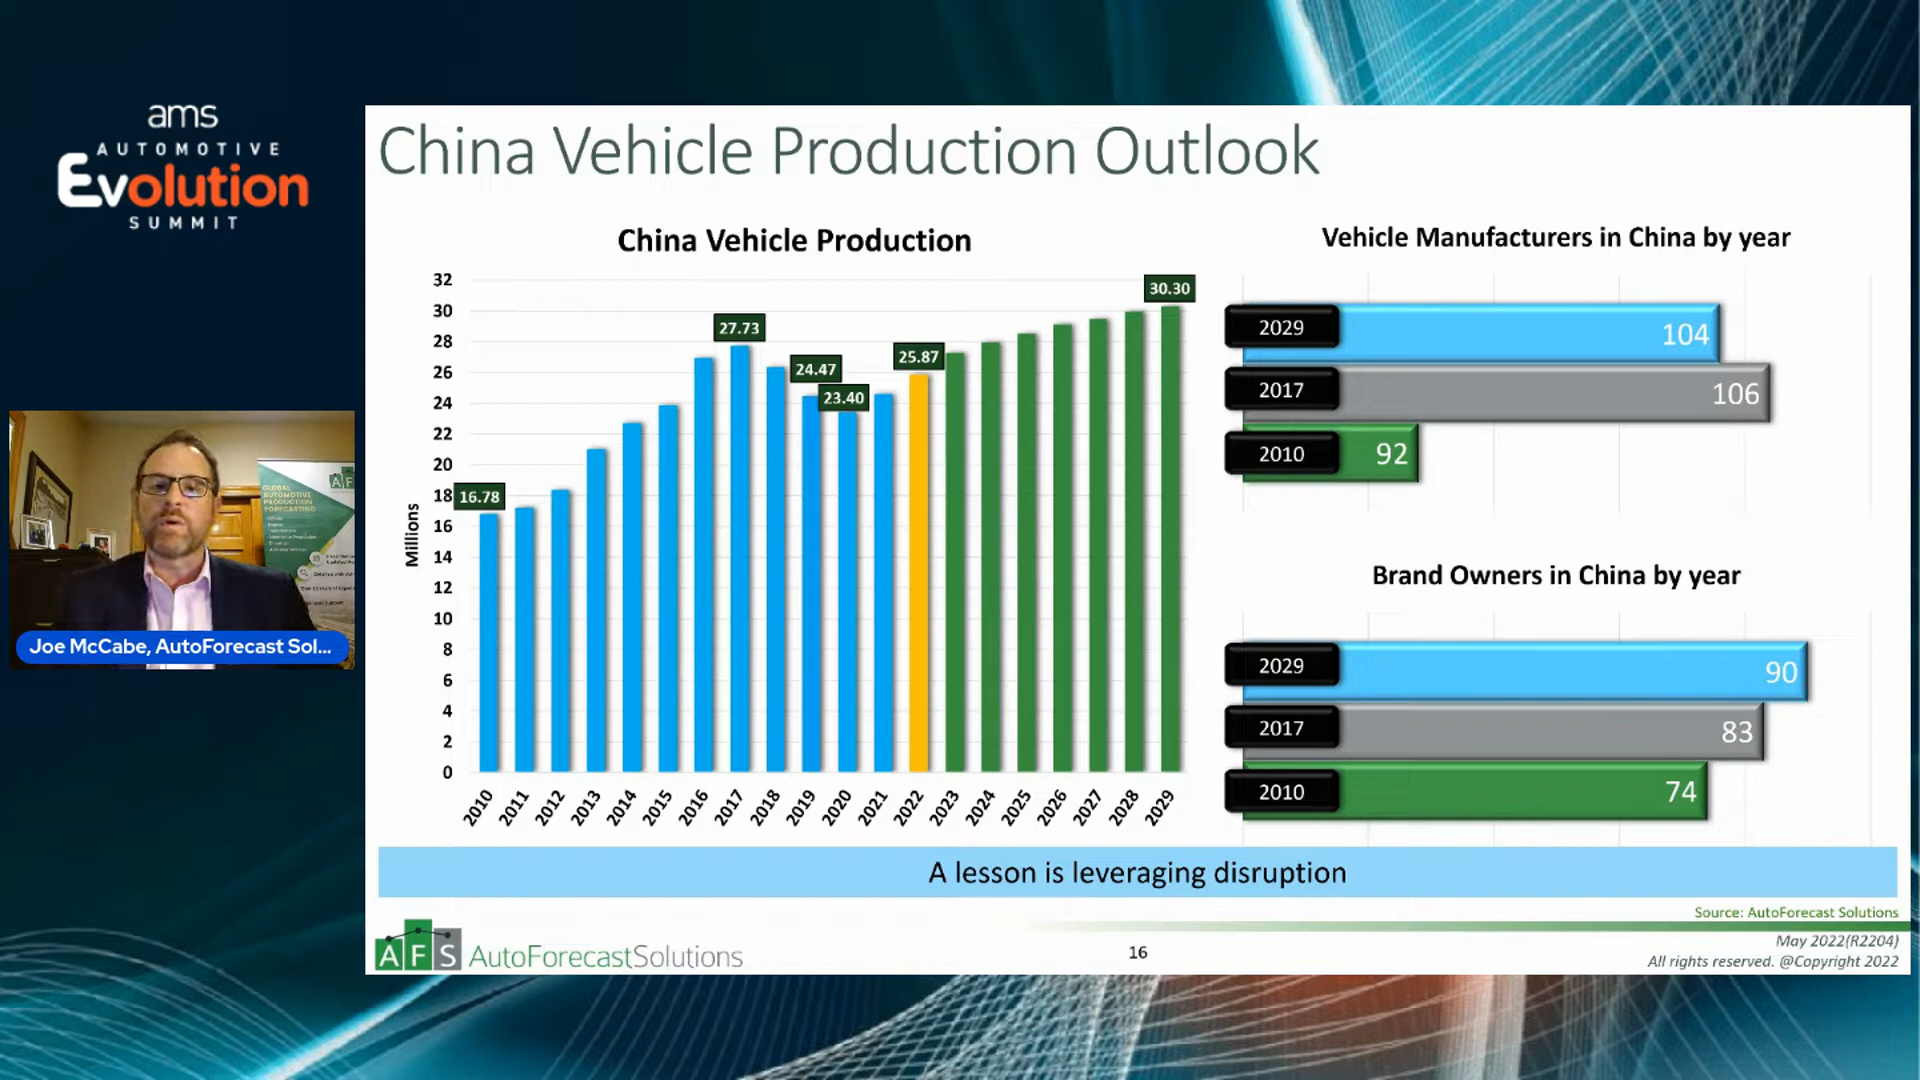 ams
AUTOMOTIVE
Evolution
SUMMIT
GLOBAL
AUTOMOTIVE
PRODUCTION
FORECASTING
AF
Joe McCabe, AutoForecast Sol...
China Vehicle Production Outlook
China Vehicle Production
Millions
32
30
28
26
24
22
20
18
16
14
12
10
8
6
4
2
0
16.78
27.73
24.47
23.40
25.87
30.30
2010
2011
2012
2013
2014
2015
2016
2017
2018
2019
2020
2021
2022
2023
2024
2025
2026
2027
2028
2029
Vehicle Manufacturers in China by year
2029 104
2017 106
2010 92
Brand Owners in China by year
2029 90
2017 83
2010 74
A lesson is leveraging disruption
Source: AutoForecast Solutions
AFS AutoForecastSolutions
16
May 2022(R2204)
All rights reserved. @Copyright 2022